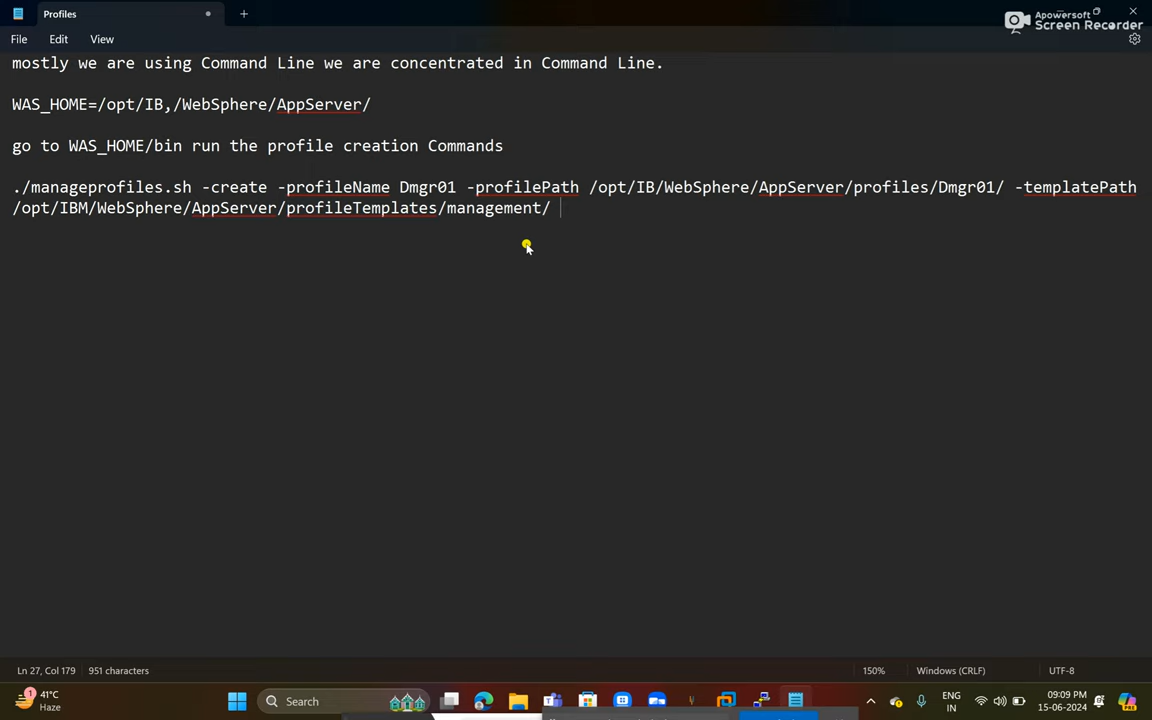 Profiles
Apowersoft
Screen Recorder
File Edit View
mostly we are using Command Line we are concentrated in Command Line.
WAS_HOME=/opt/IB,/WebSphere/AppServer/
go to WAS_HOME/bin run the profile creation Commands
./manageprofiles.sh -create -profileName Dmgr01 -profilePath /opt/IB/WebSphere/AppServer/profiles/Dmgr01/ -templatePath
/opt/IBM/WebSphere/AppServer/profileTemplates/management/
Ln 27, Col 179 951 characters 150% Windows (CRLF) UTF-8
1
41°C
Haze
Search
ENG
IN
09:09 PM
15-06-2024